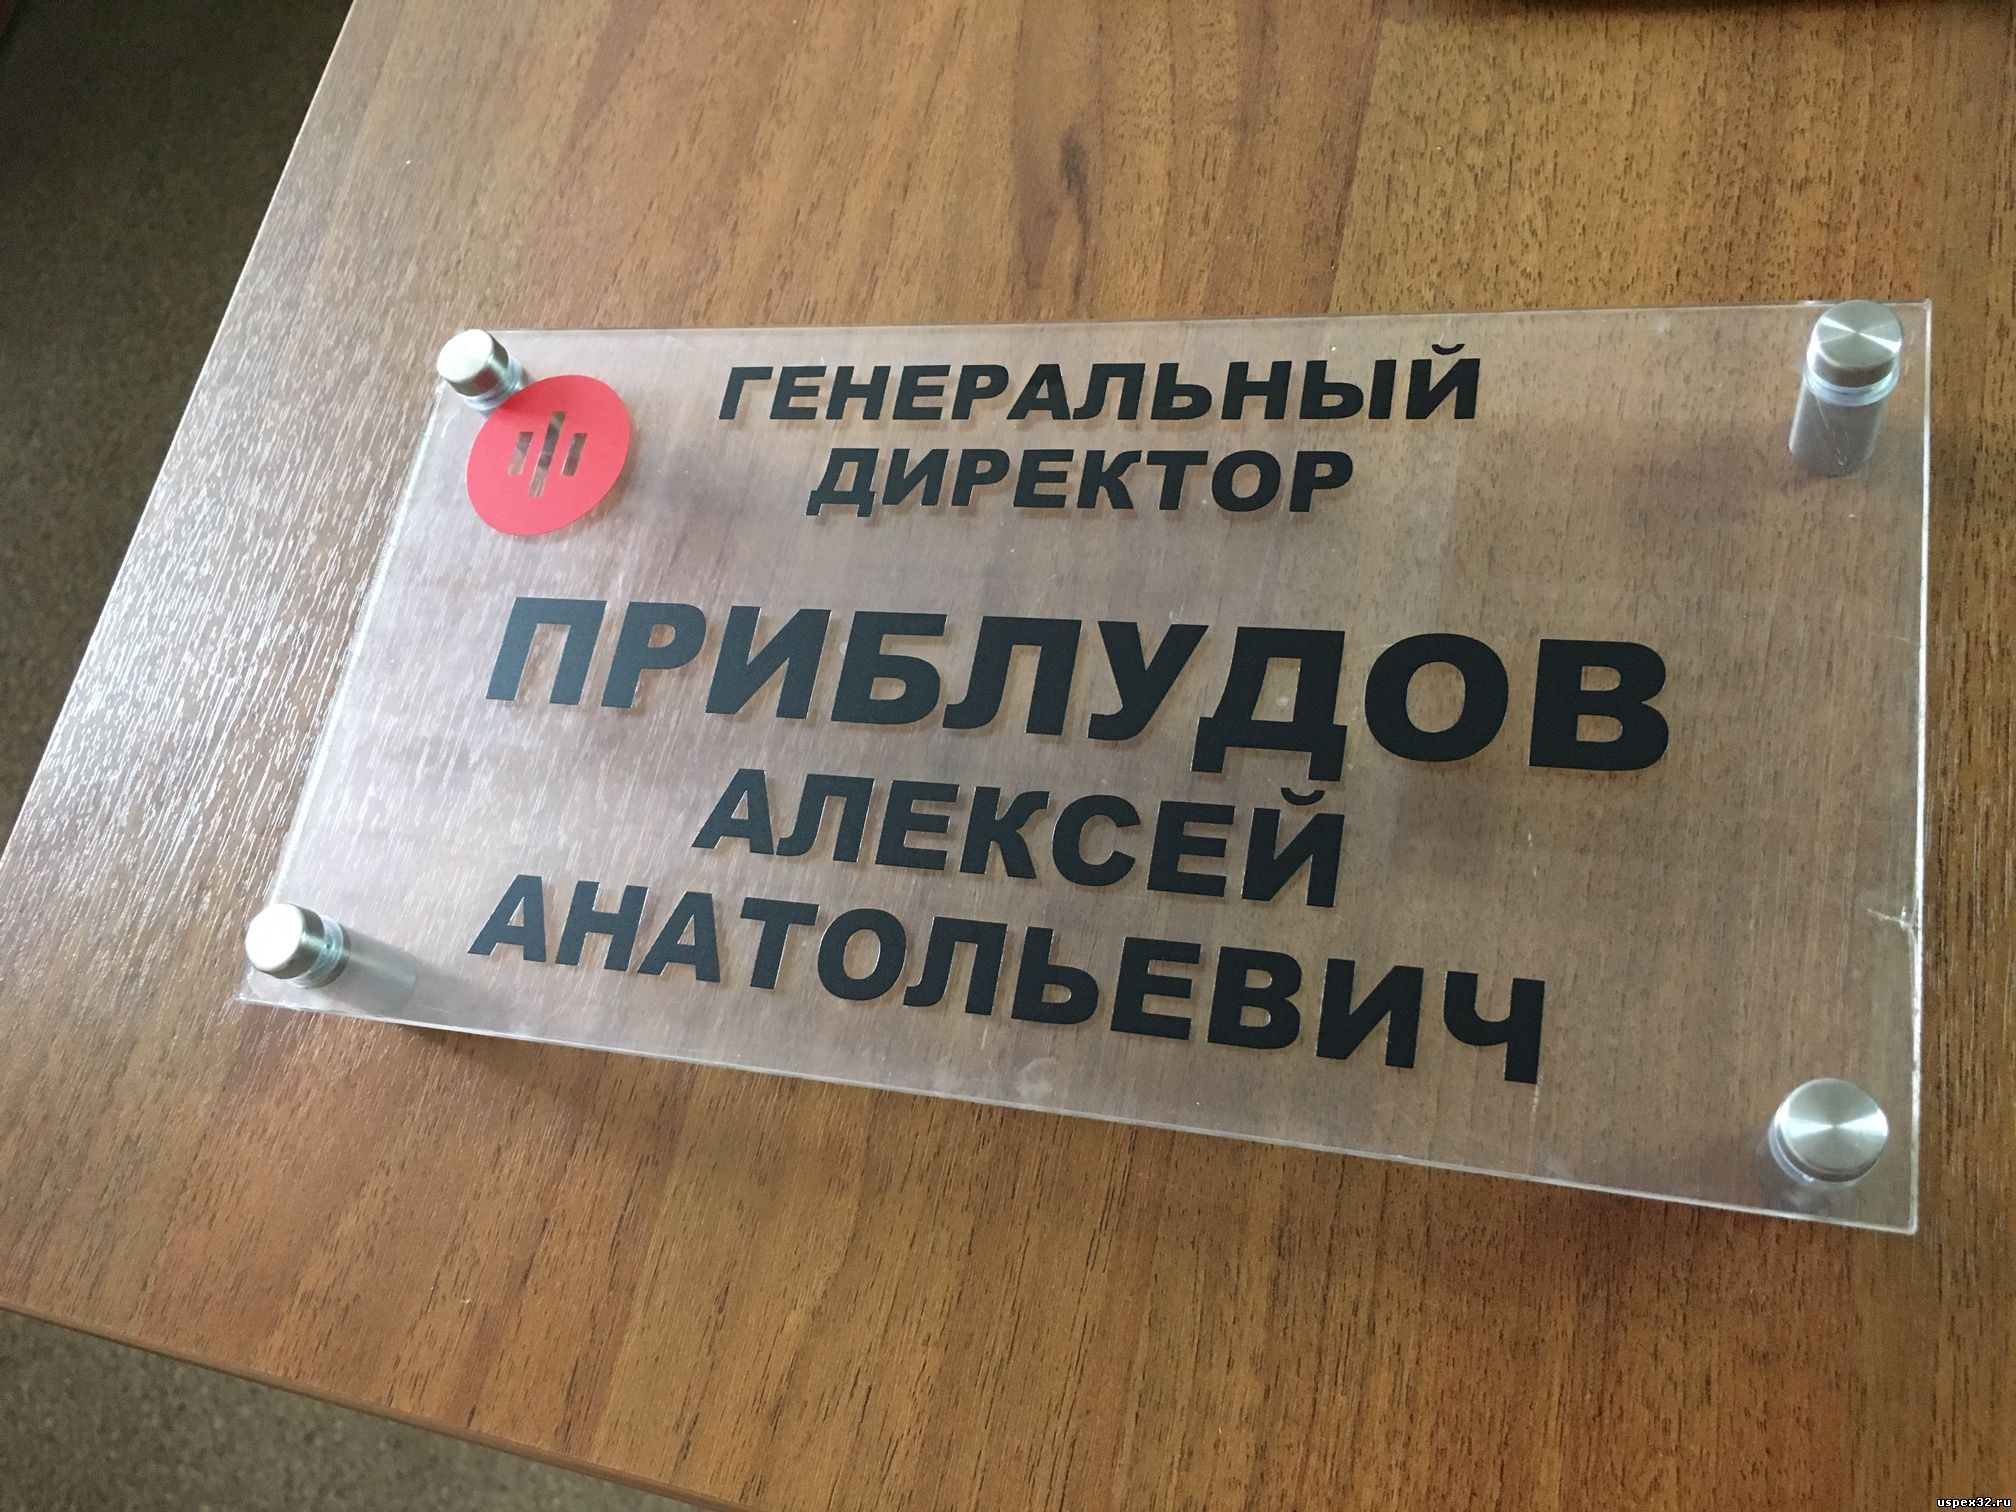 ГЕНЕРАЛЬНЫЙ
ДИРЕКТОР
ПРИБЛУДОВ
АЛЕКСЕЙ
АНАТОЛЬЕВИЧ
uspex32.ru